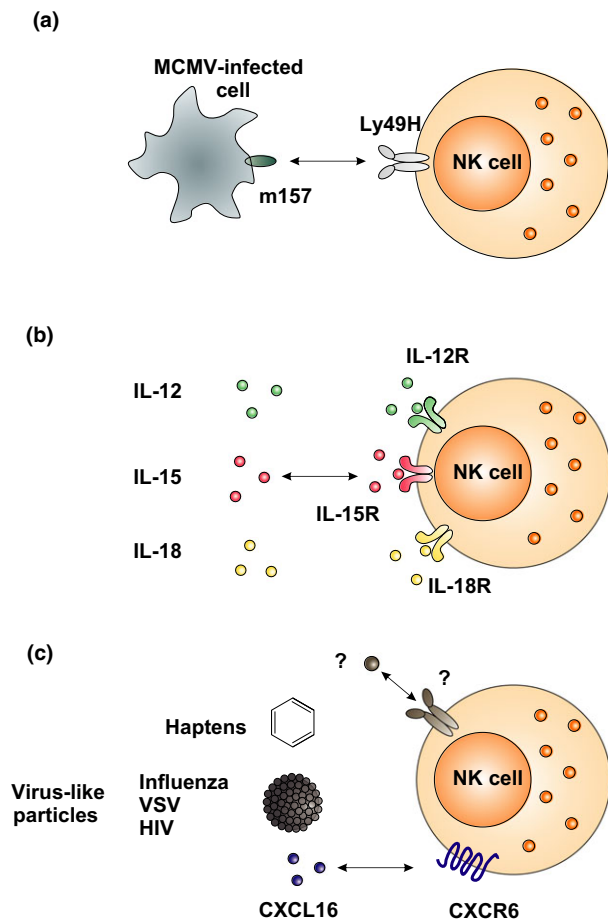 (a)
MCMV-infected
cell
Ly49H
NK cell
m157
(b)
IL-12R
IL-12
NK cell
IL-15
IL-15R
IL-18
IL-18R
(c)
?
?
Haptens
NK cell
Virus-like
particles
Influenza
VSV
HIV
CXCL16
CXCR6